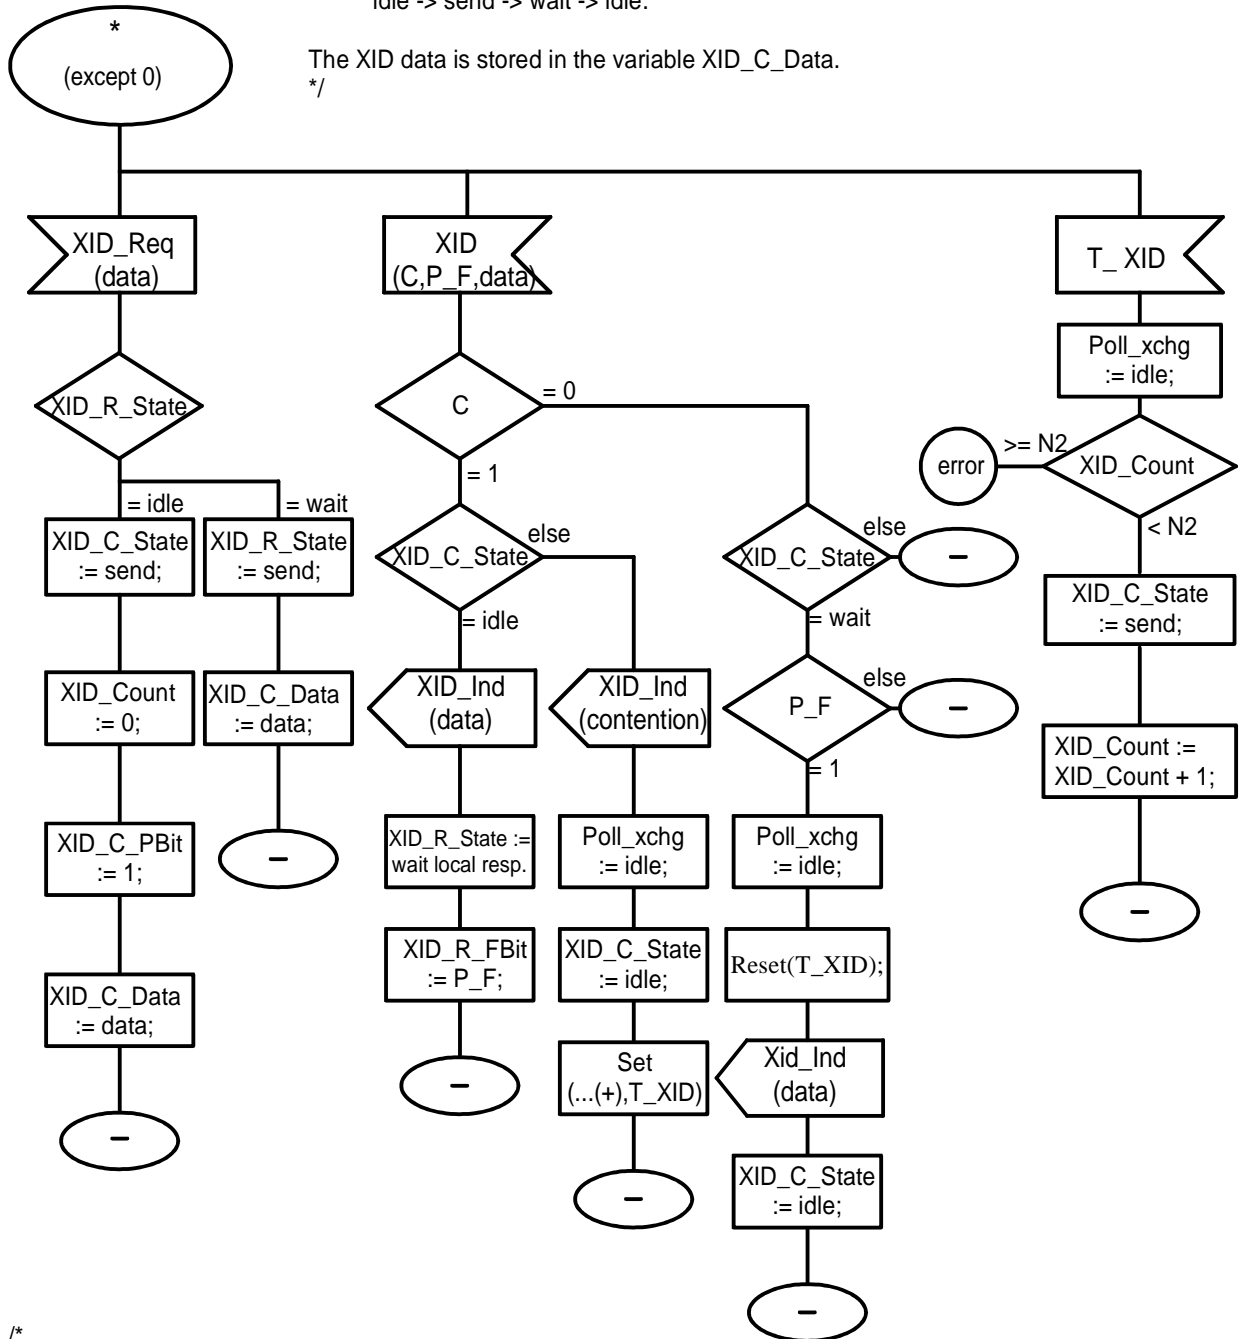 idle -> send -> wait -> idle.
The XID data is stored in the variable XID_C_Data.
*/
*
(except 0)
XID_Req
(data)
XID_R_State
= idle
XID_C_State
:= send;
XID_Count
:= 0;
XID_C_PBit
:= 1;
XID_C_Data
:= data;
–
= wait
XID_R_State
:= send;
XID_C_Data
:= data;
–
XID
(C,P_F,data)
C
= 1
XID_C_State
= idle
XID_Ind
(data)
XID_R_State :=
wait local resp.
XID_R_FBit
:= P_F;
–
else
XID_Ind
(contention)
Poll_xchg
:= idle;
XID_C_State
:= idle;
Set
(...(+),T_XID)
–
= 0
XID_C_State
else
–
= wait
P_F
else
–
= 1
Poll_xchg
:= idle;
Reset(T_XID);
Xid_Ind
(data)
XID_C_State
:= idle;
–
T_ XID
Poll_xchg
:= idle;
XID_Count
>= N2
error
< N2
XID_C_State
:= send;
XID_Count :=
XID_Count + 1;
–
/*